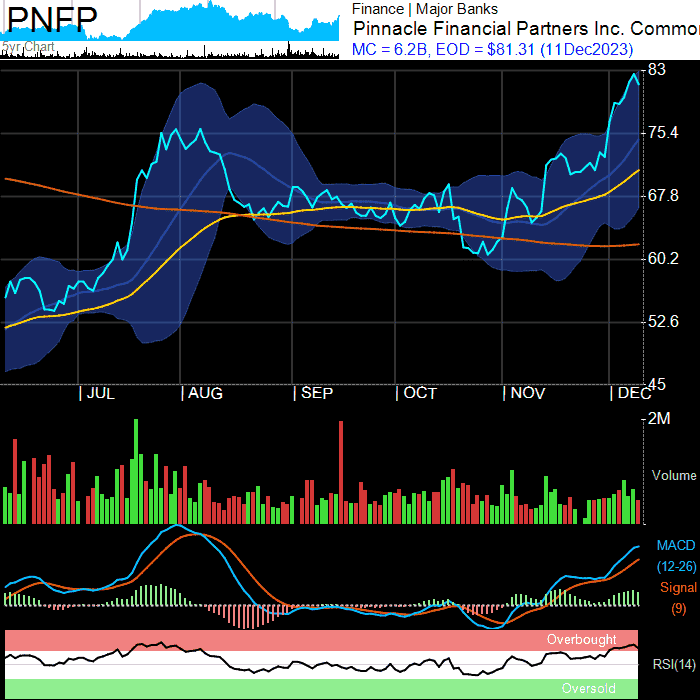 PNFP
5yr Chart
Finance | Major Banks
Pinnacle Financial Partners Inc. Commo
MC = 6.2B, EOD = $81.31 (11Dec2023)
83
75.4
67.8
60.2
52.6
45
JUL AUG SEP OCT NOV DEC
2M
Volume
MACD
(12-26)
Signal
(9)
Overbought
RSI(14)
Oversold